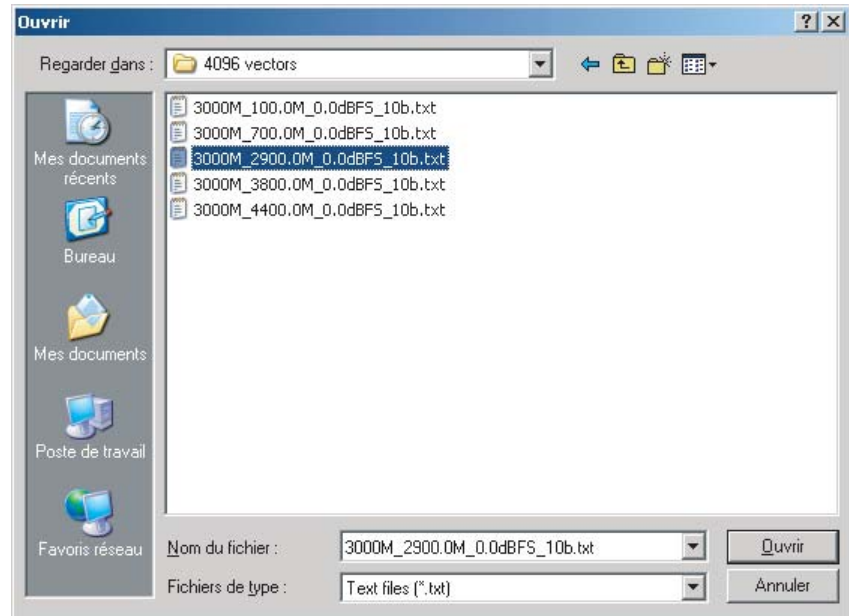 Ouvrir
Regarder dans :
4096 vectors
3000M_100.0M_0.0dBFS_10b.txt
3000M_700.0M_0.0dBFS_10b.txt
3000M_2900.0M_0.0dBFS_10b.txt
3000M_3800.0M_0.0dBFS_10b.txt
3000M_4400.0M_0.0dBFS_10b.txt
Mes documents
récents
Bureau
Mes documents
Poste de travail
Favoris réseau
Nom du fichier :
3000M_2900.0M_0.0dBFS_10b.txt
Ouvrir
Fichiers de type :
Text files (*.txt)
Annuler